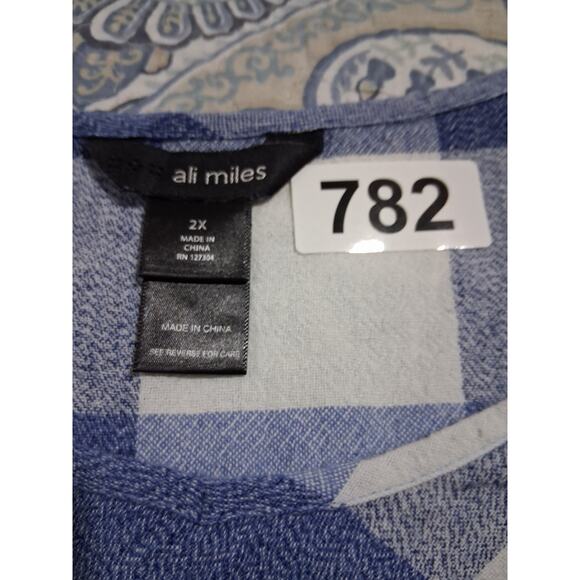 ali miles
782
2X
MADE IN
CHINA
RN 127304
MADE IN CHINA
SEE REVERSE FOR CARE